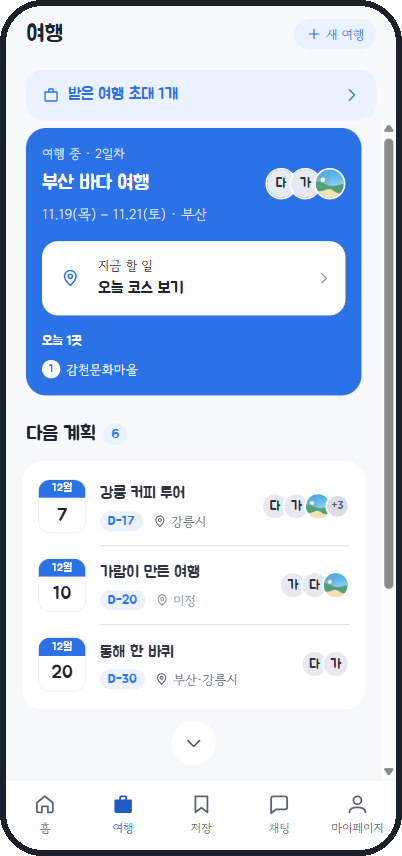 여행
새 여행
받은 여행 초대 1개
여행 중 · 2일차
부산 바다 여행
다 가
11.19(목) – 11.21(토) · 부산
지금 할 일
오늘 코스 보기
오늘 1곳
1 감천문화마을
다음 계획 6
12월
7
강릉 커피 투어
D-17 강릉시
다 가 +3
12월
10
가람이 만든 여행
D-20 미정
가 다
12월
20
동해 한 바퀴
D-30 부산·강릉시
다 가
홈 여행 저장 채팅 마이페이지